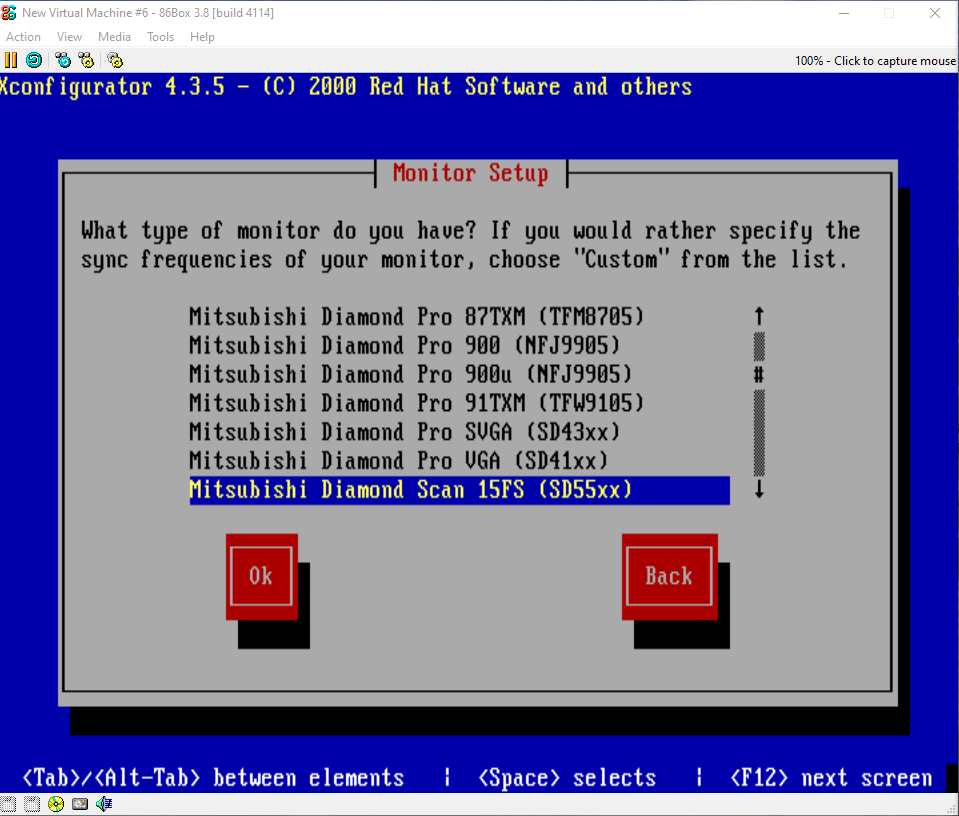 New Virtual Machine #6 - 86Box 3.8 [build 4114]
Action View Media Tools Help
100% - Click to capture mouse
Xconfigurator 4.3.5 - (C) 2000 Red Hat Software and others
Monitor Setup
What type of monitor do you have? If you would rather specify the
sync frequencies of your monitor, choose "Custom" from the list.
Mitsubishi Diamond Pro 87TXM (TFM8705)
Mitsubishi Diamond Pro 900 (NFJ9905)
Mitsubishi Diamond Pro 900u (NFJ9905)
Mitsubishi Diamond Pro 91TXM (TFW9105)
Mitsubishi Diamond Pro SVGA (SD43xx)
Mitsubishi Diamond Pro VGA (SD41xx)
Mitsubishi Diamond Scan 15FS (SD55xx)
Ok Back
<Tab>/<Alt-Tab> between elements | <Space> selects | <F12> next screen